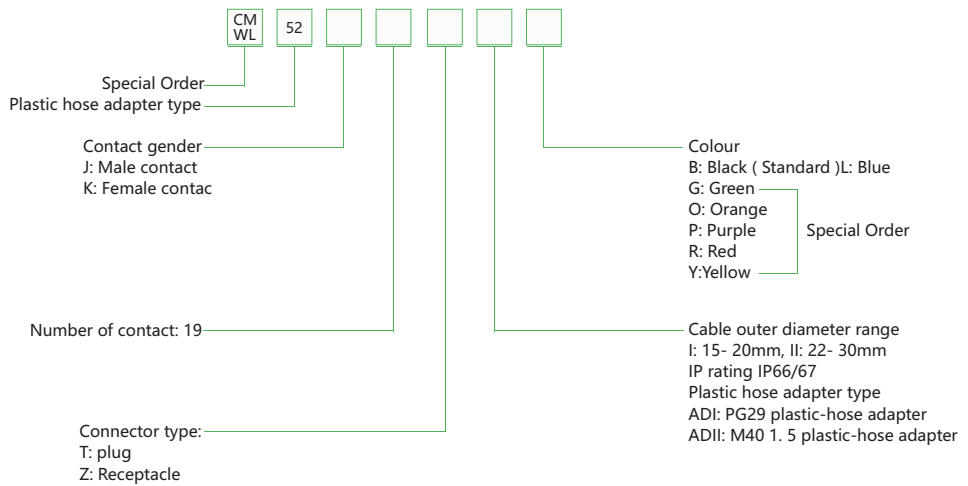 CM
WL
52
Special Order
Plastic hose adapter type
Contact gender
J: Male contact
K: Female contac
Number of contact: 19
Connector type:
T: plug
Z: Receptacle
Colour
B: Black ( Standard )L: Blue
G: Green
O: Orange
P: Purple
R: Red
Y:Yellow
Special Order
Cable outer diameter range
I: 15- 20mm, II: 22- 30mm
IP rating IP66/67
Plastic hose adapter type
ADI: PG29 plastic-hose adapter
ADII: M40 1. 5 plastic-hose adapter